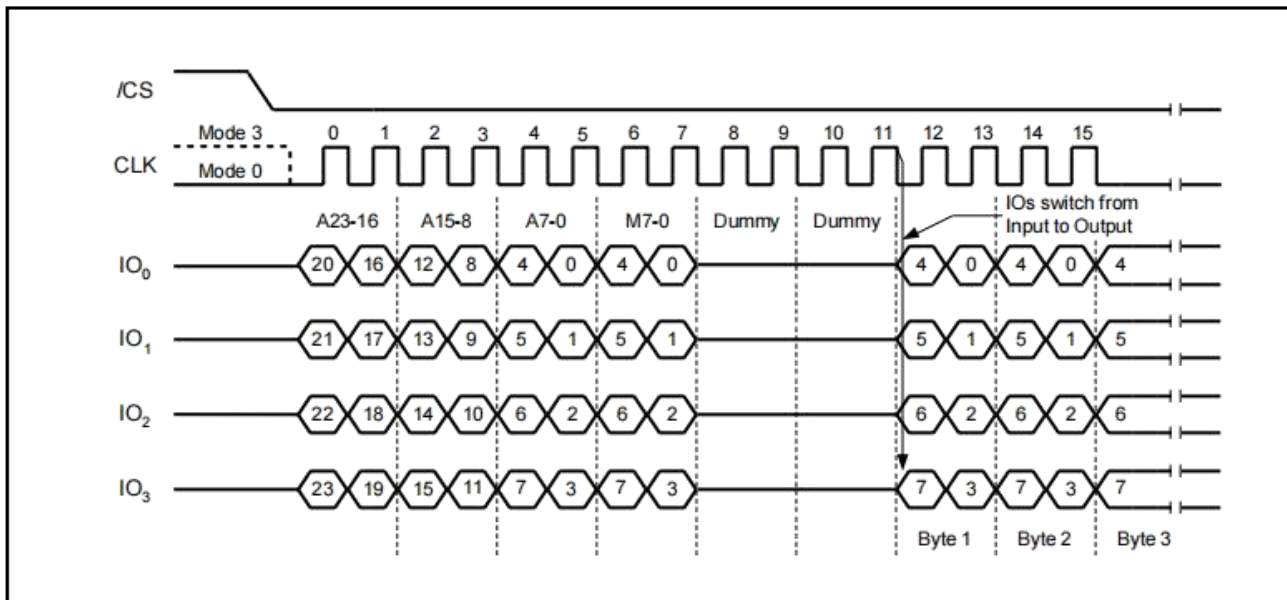 /CS
Mode 3 0 1 2 3 4 5 6 7 8 9 10 11 12 13 14 15
CLK
Mode 0
IOs switch from
Input to Output
A23-16 A15-8 A7-0 M7-0 Dummy Dummy
IO0 20 16 12 8 4 0 4 0 4 0 4 0 4
IO1 21 17 13 9 5 1 5 1 5 1 5 1 5
IO2 22 18 14 10 6 2 6 2 6 2 6 2 6
IO3 23 19 15 11 7 3 7 3 7 3 7 3 7
Byte 1 Byte 2 Byte 3